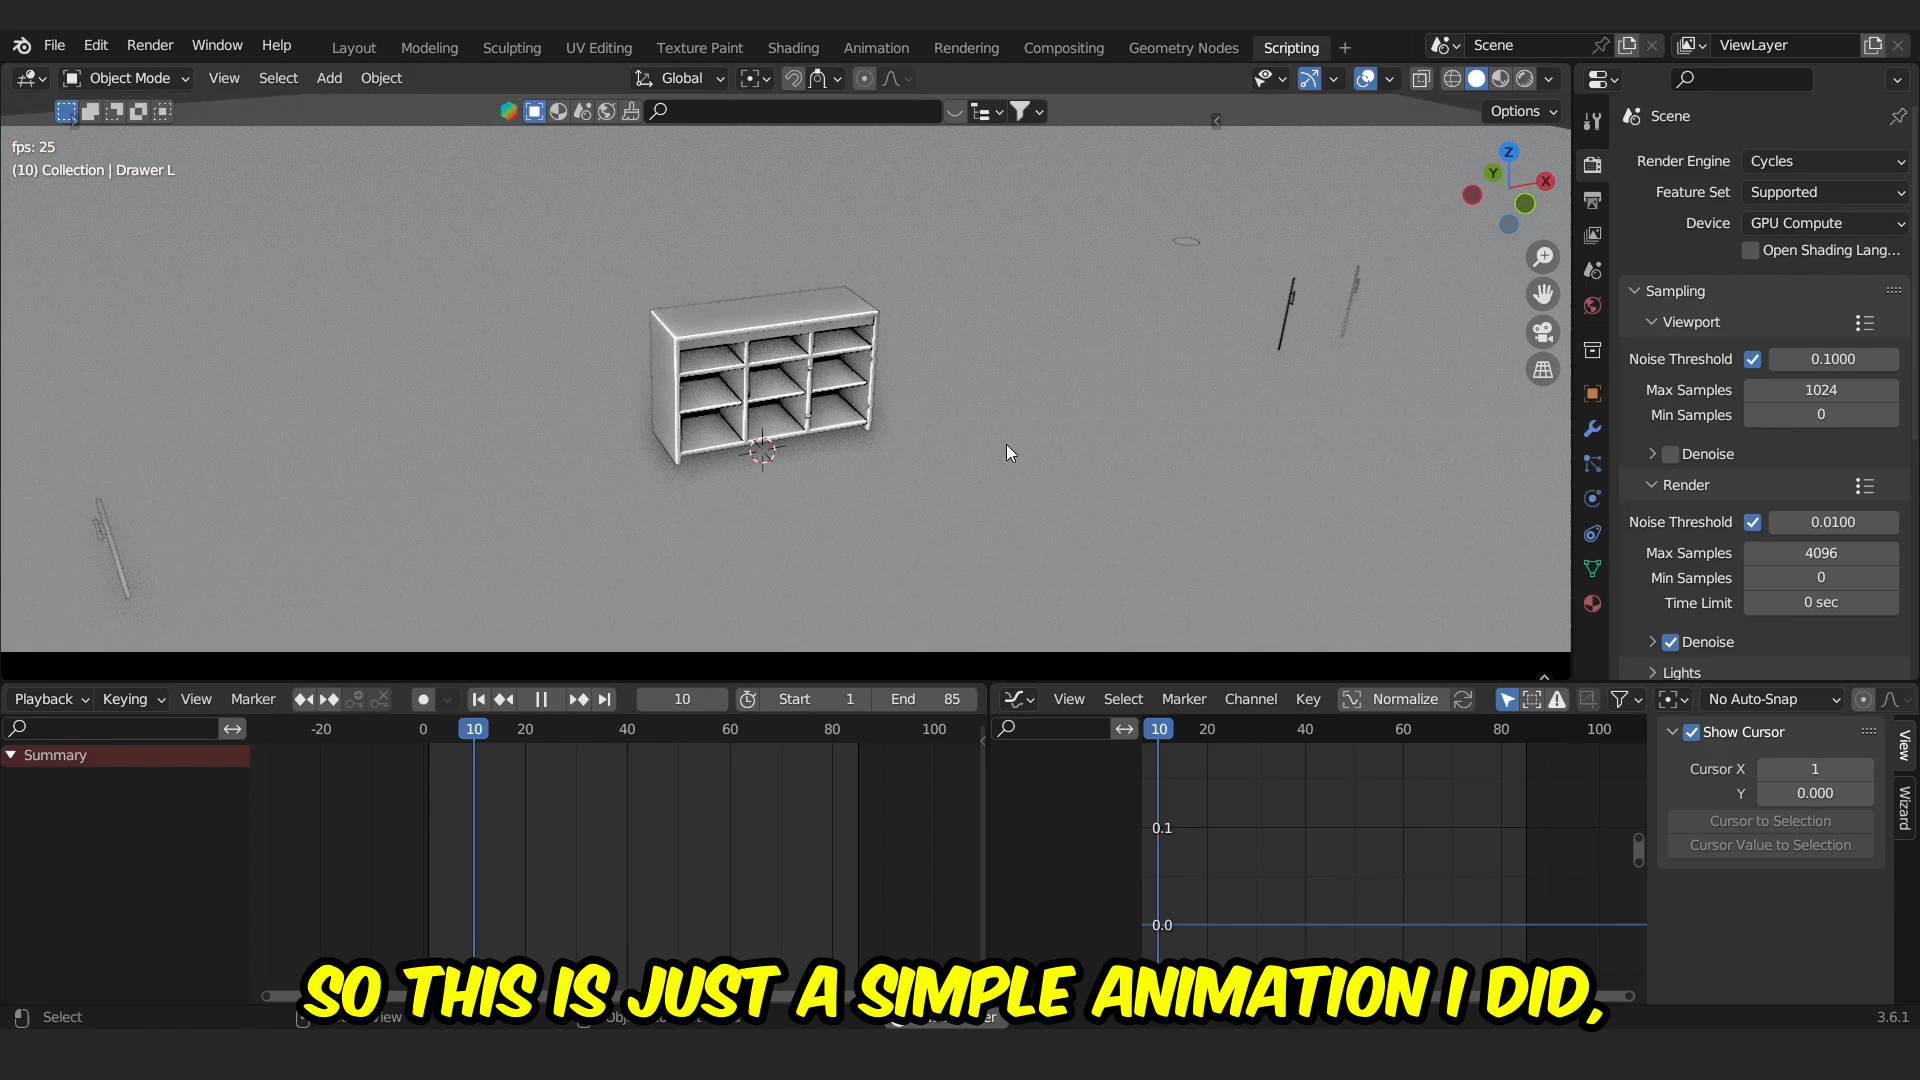 File Edit Render Window Help Layout Modeling Sculpting UV Editing Texture Paint Shading Animation Rendering Compositing Geometry Nodes Scripting + Scene ViewLayer
Object Mode View Select Add Object Global
Options
fps: 25
(10) Collection | Drawer L
Z
Y
X
Scene
Render Engine Cycles
Feature Set Supported
Device GPU Compute
Open Shading Lang...
Sampling
Viewport
Noise Threshold 0.1000
Max Samples 1024
Min Samples 0
Denoise
Render
Noise Threshold 0.0100
Max Samples 4096
Min Samples 0
Time Limit 0 sec
Denoise
Lights
Playback Keying View Marker 10 Start 1 End 85
View Select Marker Channel Key Normalize No Auto-Snap
-20 0 10 20 40 60 80 100
10 20 40 60 80 100
Summary
0.1
0.0
Show Cursor
Cursor X 1
Y 0.000
Cursor to Selection
Cursor Value to Selection
View
Wizard
SO THIS IS JUST A SIMPLE ANIMATION I DID,
Select
3.6.1